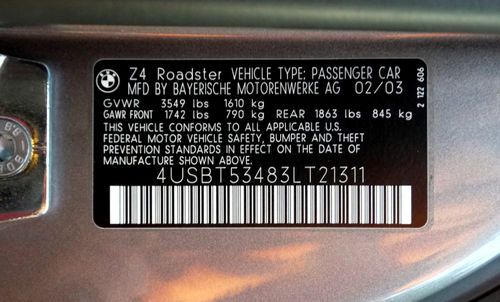 Z4 Roadster VEHICLE TYPE: PASSENGER CAR
MFD BY BAYERISCHE MOTORENWERKE AG 02/03
GVWR 3549 lbs 1610 kg
GAWR FRONT 1742 lbs 790 kg REAR 1863 lbs 845 kg
THIS VEHICLE CONFORMS TO ALL APPLICABLE U.S.
FEDERAL MOTOR VEHICLE SAFETY, BUMPER AND THEFT
PREVENTION STANDARDS IN EFFECT ON THE DATE OF
MANUFACTURE SHOWN ABOVE.
4USBT53483LT21311
2 122 606
BMW
8.8